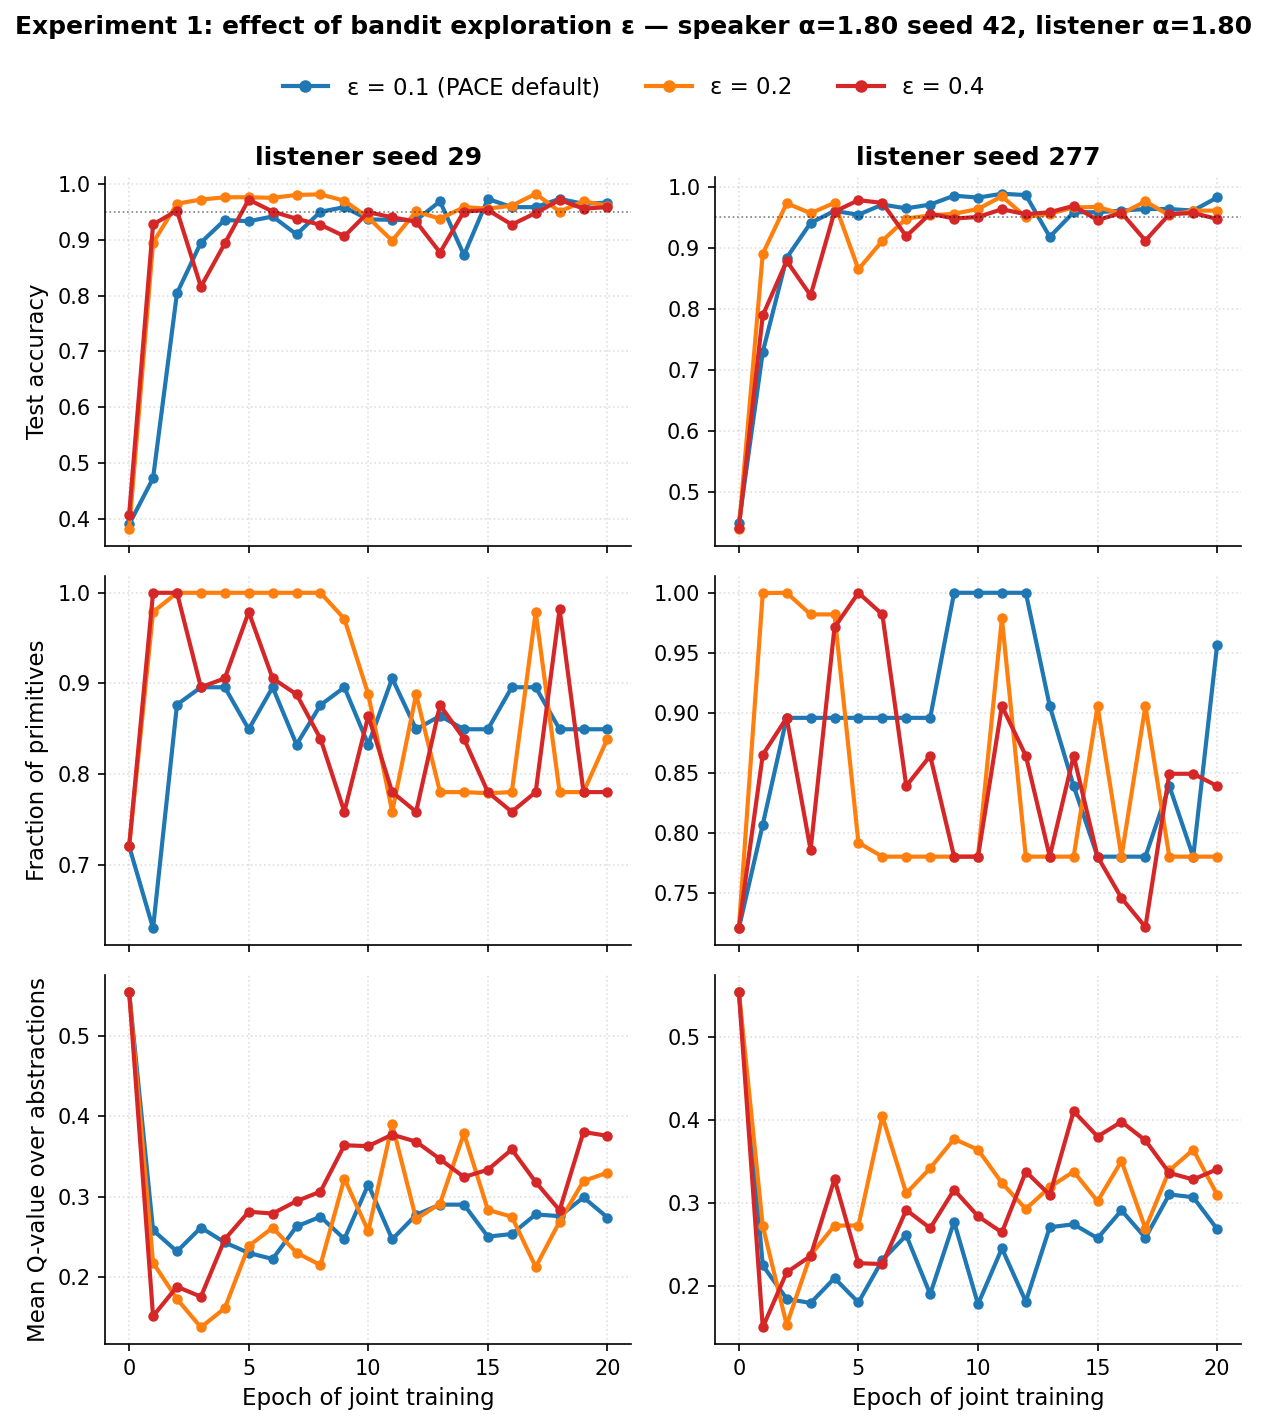 Experiment 1: effect of bandit exploration ε — speaker α=1.80 seed 42, listener α=1.80
ε = 0.1 (PACE default)
ε = 0.2
ε = 0.4
listener seed 29
listener seed 277
Test accuracy
1.0
0.9
0.8
0.7
0.6
0.5
0.4
1.0
0.9
0.8
0.7
0.6
0.5
Fraction of primitives
1.0
0.9
0.8
0.7
1.00
0.95
0.90
0.85
0.80
0.75
Mean Q-value over abstractions
0.5
0.4
0.3
0.2
0.5
0.4
0.3
0.2
0 5 10 15 20
0 5 10 15 20
Epoch of joint training
Epoch of joint training